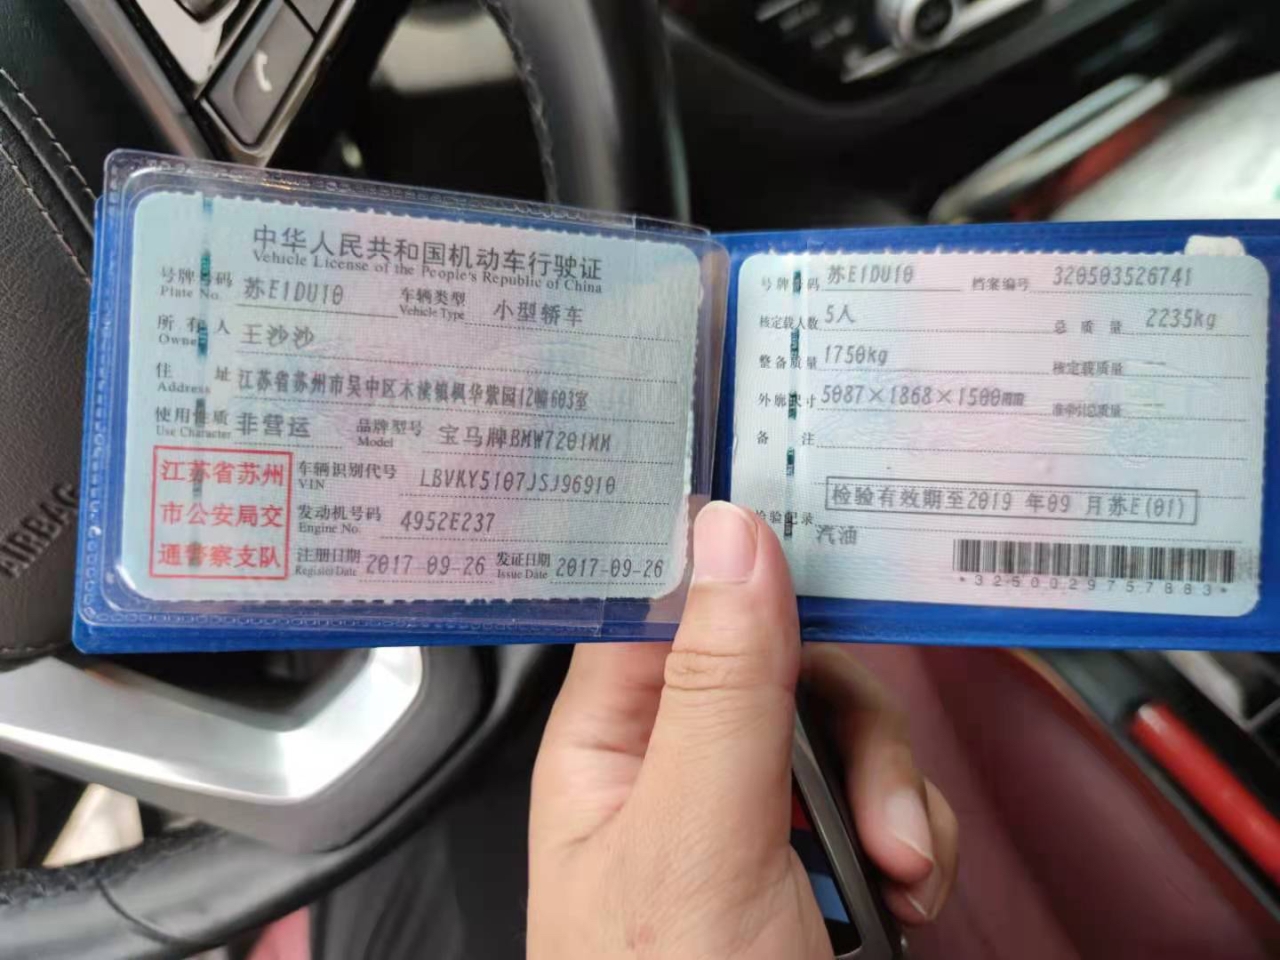 中华人民共和国机动车行驶证
Vehicle License of the People's Republic of China
号牌号码 苏E1DU10 车辆类型 小型轿车
Plate No. Vehicle Type
所有人 王沙沙
Owner
住址 江苏省苏州市吴中区木渎镇枫华紫园12幢603室
Address
使用性质 非营运 品牌型号 宝马牌BMW7201MM
Use Character Model
江苏省苏州
市公安局交
通警察支队
车辆识别代号 LBVKY5107JSJ96910
VIN
发动机号码 4952E237
Engine No.
注册日期 2017-09-26 发证日期 2017-09-26
Register Date Issue Date
号牌号码 苏E1DU10 档案编号 320503526741
核定载人数 5人 总质量 2235kg
整备质量 1750kg 核定载质量 --
外廓尺寸 5087×1868×1500mm 准牵引总质量 --
备注
检验有效期至2019年09月苏E(01)
检验记录
汽油
*3250029757883*
AIRBAG